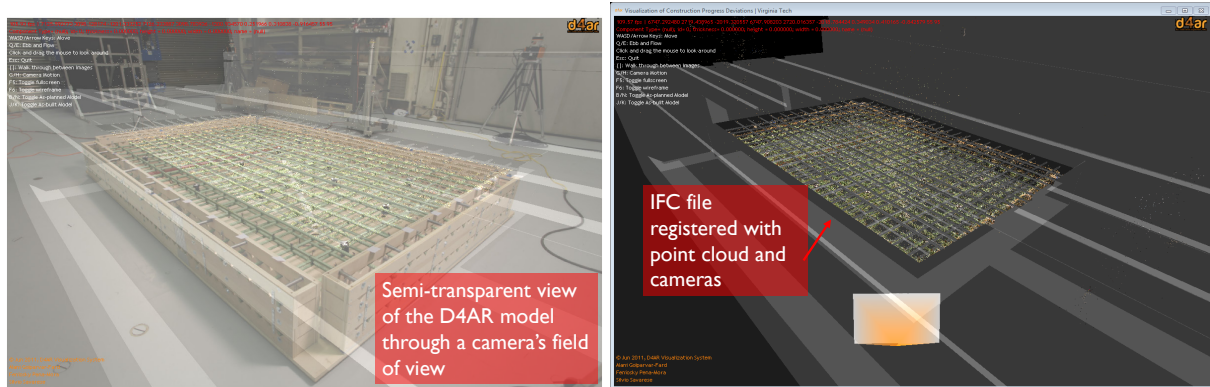 d4ar
WASD/Arrow Keys: Move
Q/E: Ebb and Flow
Click and drag the mouse to look around
Esc: Quit
[]: Walk through between images
G/H: Camera Motion
F5: Toggle fullscreen
F6: Toggle wireframe
B/N: Toggle As-planned Model
J/K: Toggle As-built Model
Semi-transparent view
of the D4AR model
through a camera's field
of view
Visualization of Construction Progress Deviations | Virginia Tech
d4ar
WASD/Arrow Keys: Move
Q/E: Ebb and Flow
Click and drag the mouse to look around
Esc: Quit
[]: Walk through between images
G/H: Camera Motion
F5: Toggle fullscreen
F6: Toggle wireframe
B/N: Toggle As-planned Model
J/K: Toggle As-built Model
IFC file
registered with
point cloud and
cameras
© Jun 2011, D4AR Visualization System
Mani Golparvar-Fard
Feniosky Pena-Mora
Silvio Savarese